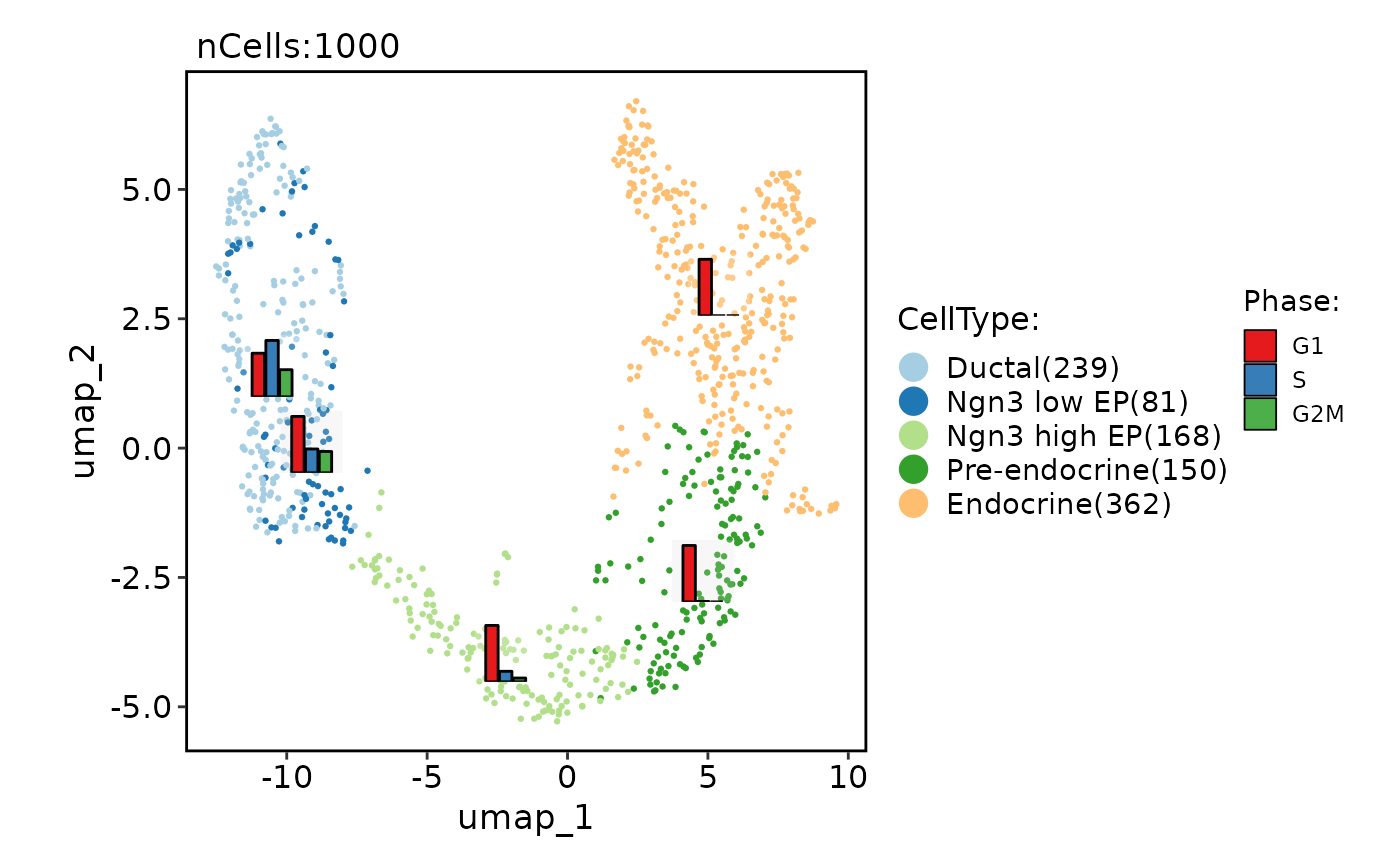 nCells:1000
5.0
2.5
0.0
-2.5
-5.0
umap_2
-10
-5
0
5
10
umap_1
CellType:
Ductal(239)
Ngn3 low EP(81)
Ngn3 high EP(168)
Pre-endocrine(150)
Endocrine(362)
Phase:
G1
S
G2M